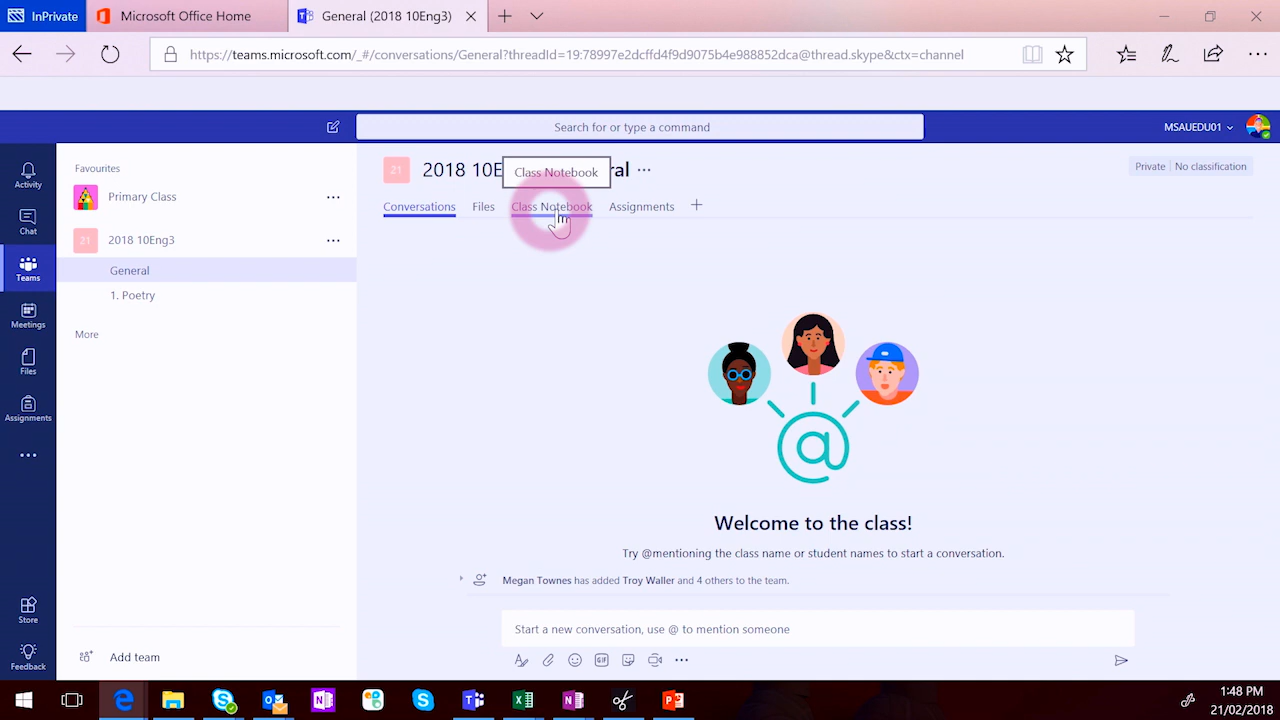 InPrivate
Microsoft Office Home
General (2018 10Eng3)
https://teams.microsoft.com/_#/conversations/General?threadId=19:78997e2dcffd4f9d9075b4e988852dca@thread.skype&ctx=channel
Search for or type a command
MSAUEDU01
Activity
Chat
Teams
Meetings
Files
Assignments
Store
Feedback
Favourites
Primary Class
21 2018 10Eng3
General
1. Poetry
More
Add team
21 2018 10E
al
Class Notebook
Private No classification
Conversations Files Class Notebook Assignments
Welcome to the class!
Try @mentioning the class name or student names to start a conversation.
Megan Townes has added Troy Waller and 4 others to the team.
Start a new conversation, use @ to mention someone
GIF
1:48 PM
21/02/2018